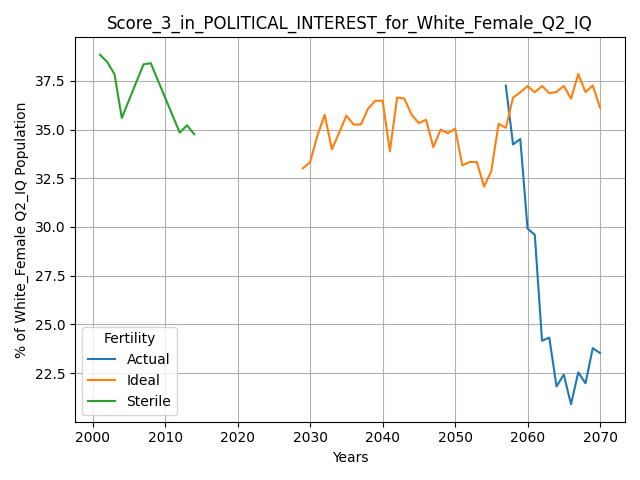 Score_3_in_POLITICAL_INTEREST_for_White_Female_Q2_IQ
% of White_Female Q2_IQ Population
37.5
35.0
32.5
30.0
27.5
25.0
22.5
Fertility
Actual
Ideal
Sterile
2000 2010 2020 2030 2040 2050 2060 2070
Years